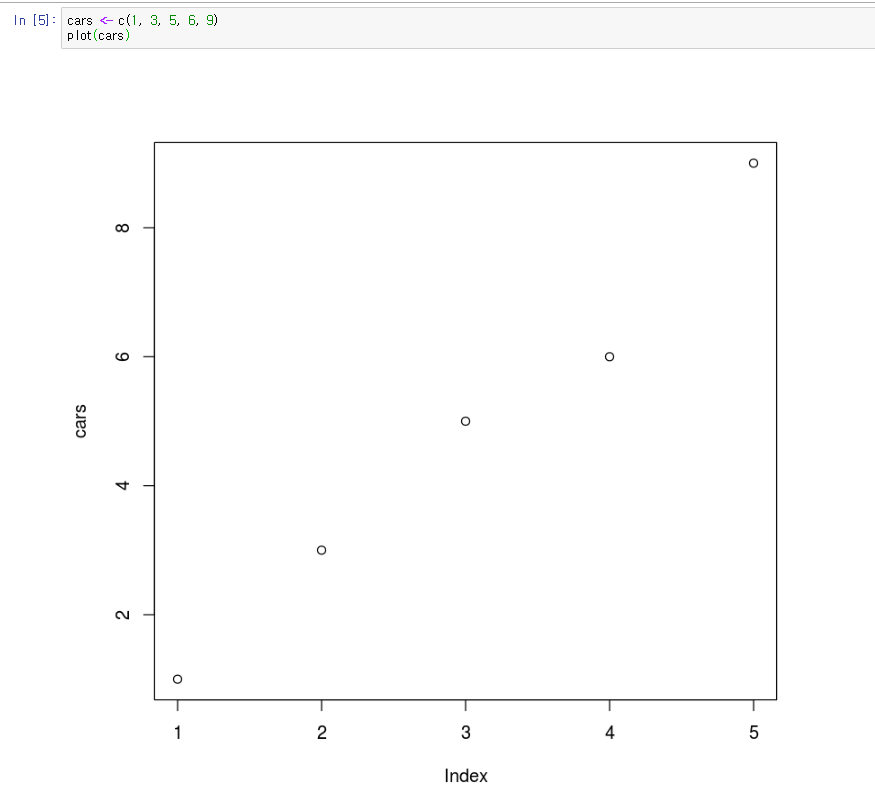 In [5]: cars <- c(1, 3, 5, 6, 9)
plot(cars)
8
6
4
2
cars
1 2 3 4 5
Index